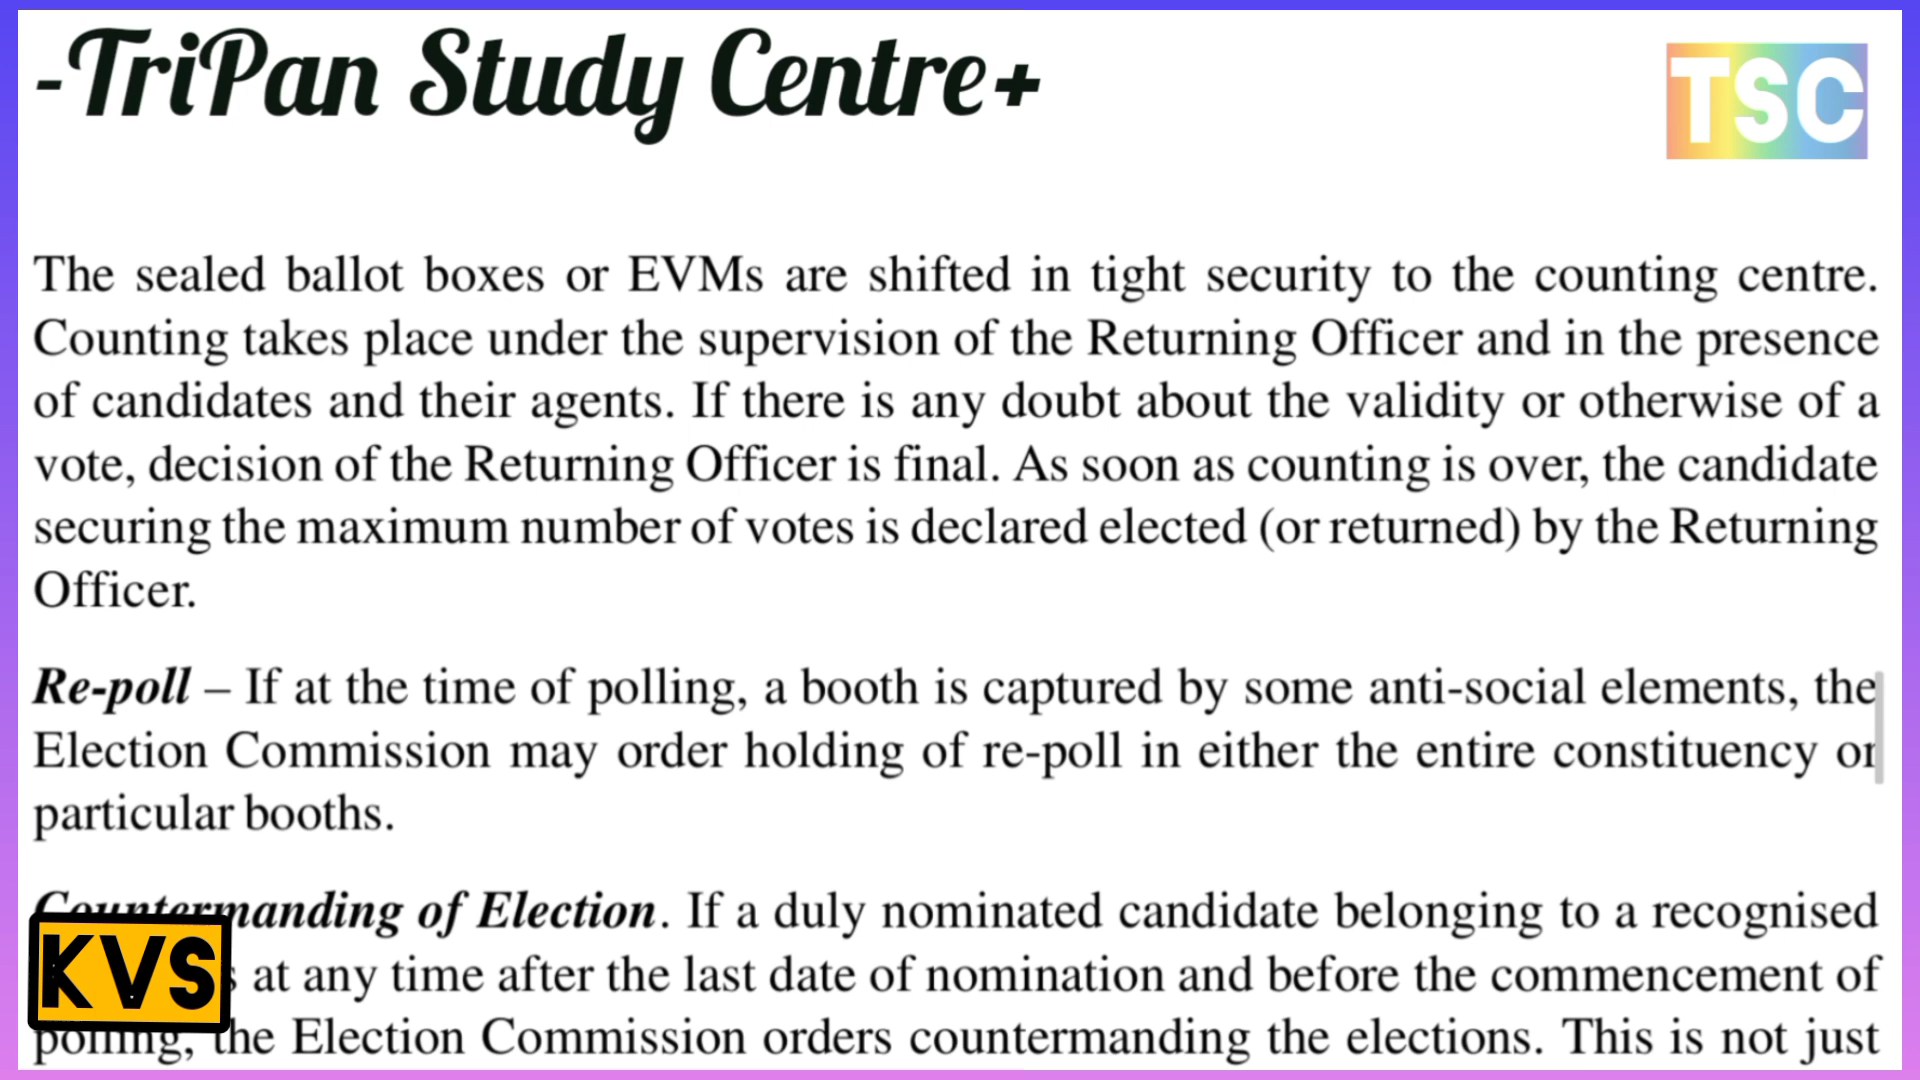 -TriPan Study Centre+
TSC
The sealed ballot boxes or EVMs are shifted in tight security to the counting centre.
Counting takes place under the supervision of the Returning Officer and in the presence
of candidates and their agents. If there is any doubt about the validity or otherwise of a
vote, decision of the Returning Officer is final. As soon as counting is over, the candidate
securing the maximum number of votes is declared elected (or returned) by the Returning
Officer.
Re-poll – If at the time of polling, a booth is captured by some anti-social elements, the
Election Commission may order holding of re-poll in either the entire constituency or
particular booths.
Countermanding of Election. If a duly nominated candidate belonging to a recognised
at any time after the last date of nomination and before the commencement of
polling, the Election Commission orders countermanding the elections. This is not just
KVS